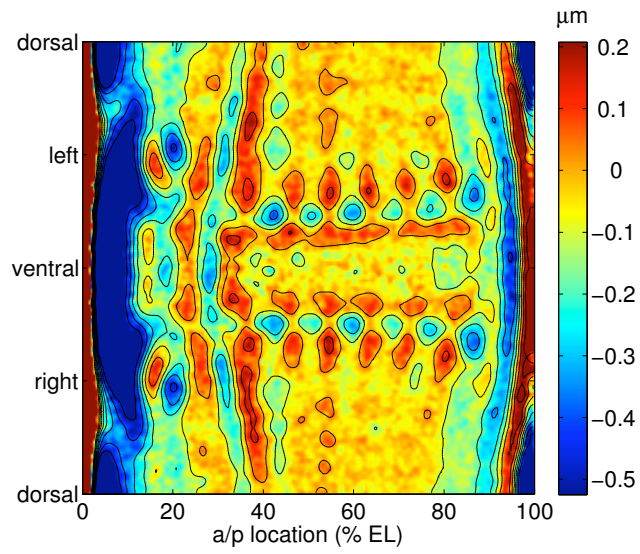 µm
dorsal
left
ventral
right
dorsal
0 20 40 60 80 100
a/p location (% EL)
0.2
0.1
0
−0.1
−0.2
−0.3
−0.4
−0.5